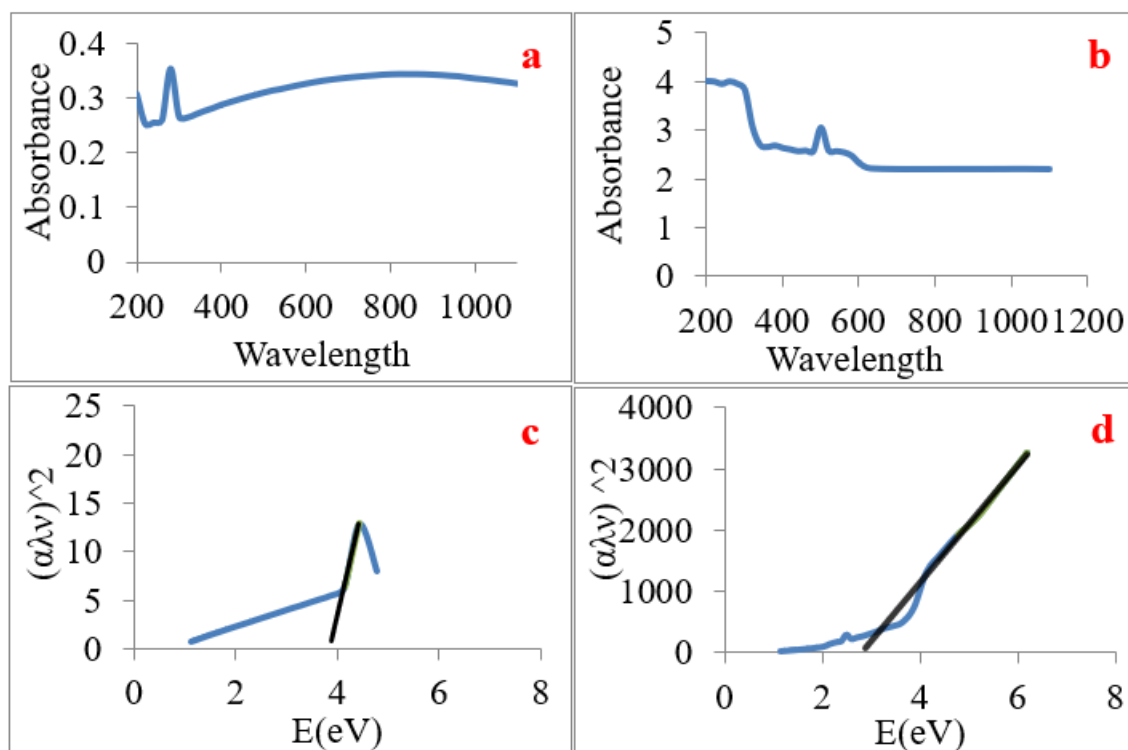 a
Absorbance
0.4
0.3
0.2
0.1
0
200 400 600 800 1000
Wavelength
b
Absorbance
5
4
3
2
1
0
200 400 600 800 1000 1200
Wavelength
c
(αλν)^2
25
20
15
10
5
0
0 2 4 6 8
E(eV)
d
(αλν) ^2
4000
3000
2000
1000
0
0 2 4 6 8
E(eV)